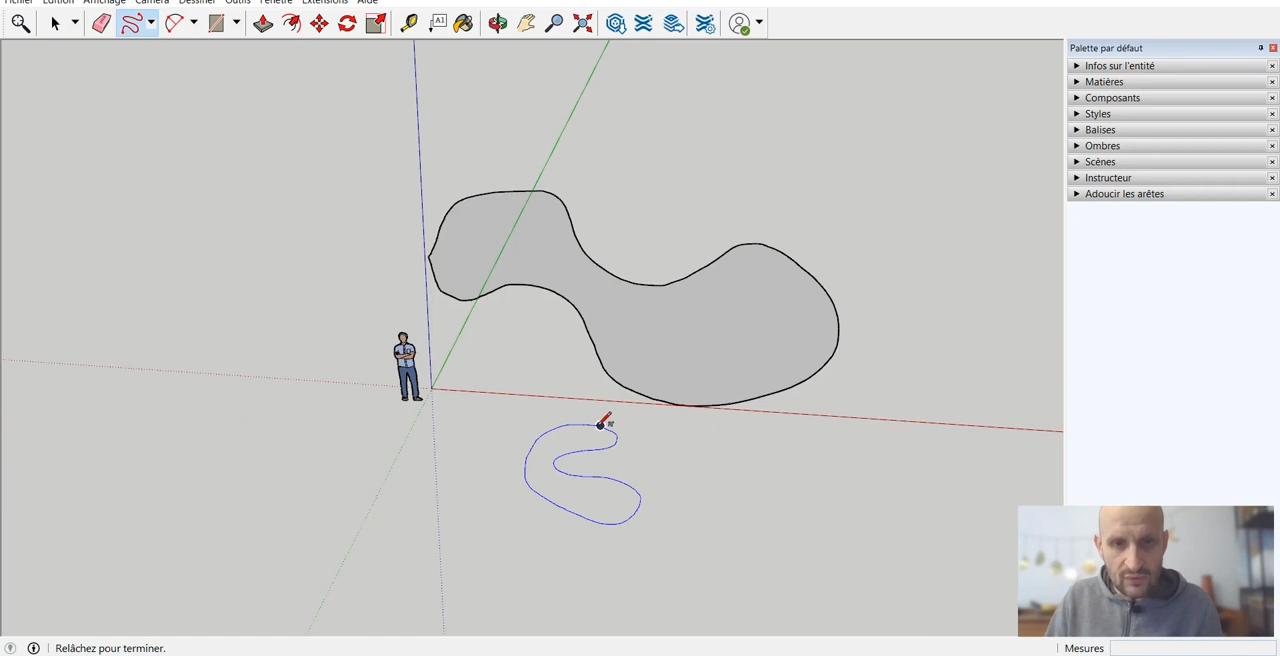 Fichier Edition Affichage Caméra Dessiner Outils Fenêtre Extensions Aide
A1
Palette par défaut
Infos sur l'entité
Matières
Composants
Styles
Balises
Ombres
Scènes
Instructeur
Adoucir les arêtes
Relâchez pour terminer.
Mesures